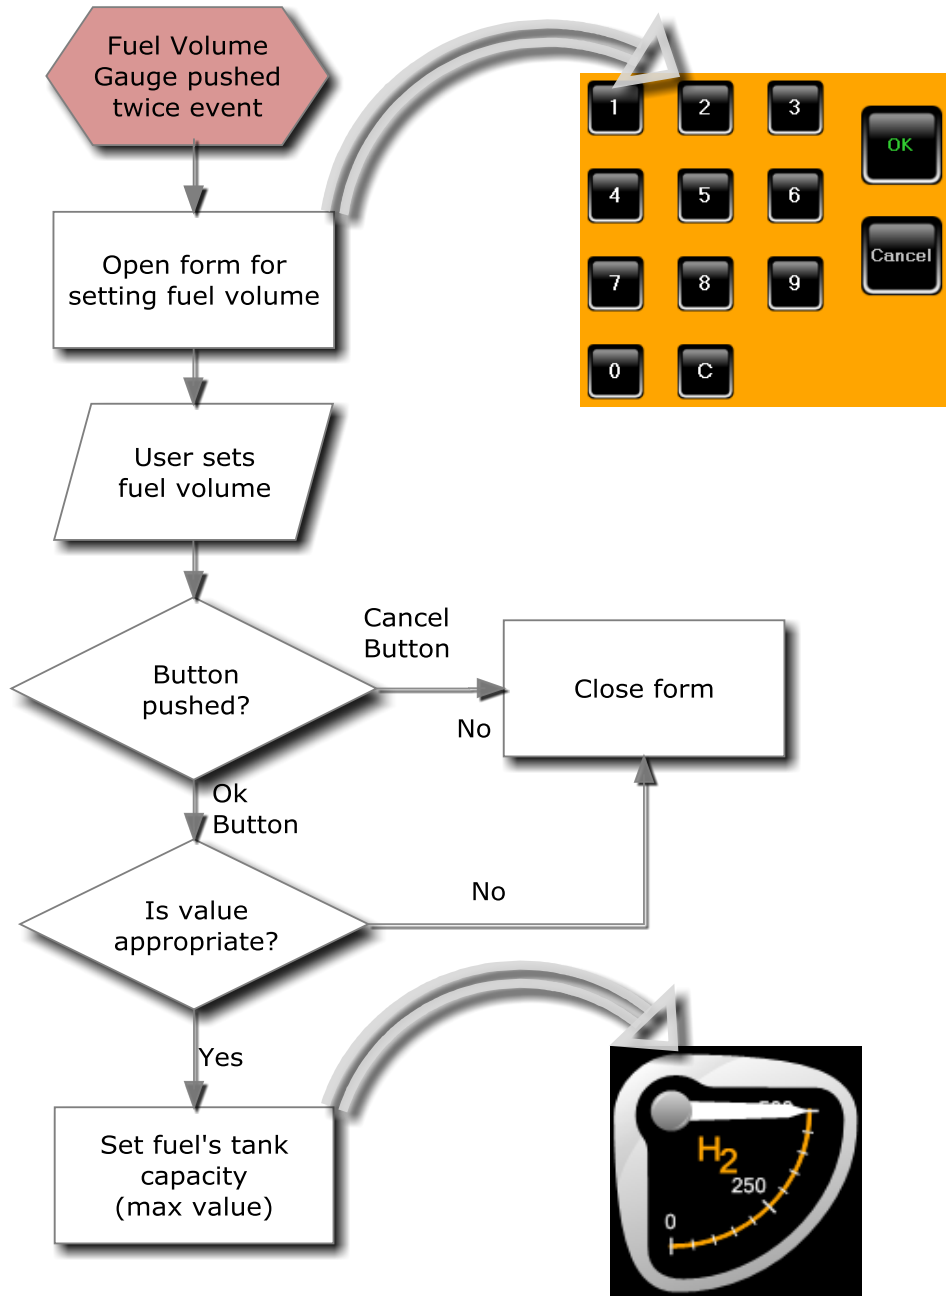 Fuel Volume
Gauge pushed
twice event
Open form for
setting fuel volume
1 2 3
OK
4 5 6
Cancel
7 8 9
0 C
User sets
fuel volume
Button
pushed?
Cancel
Button
No
Close form
Ok
Button
Is value
appropriate?
No
Yes
Set fuel's tank
capacity
(max value)
H2
250
0